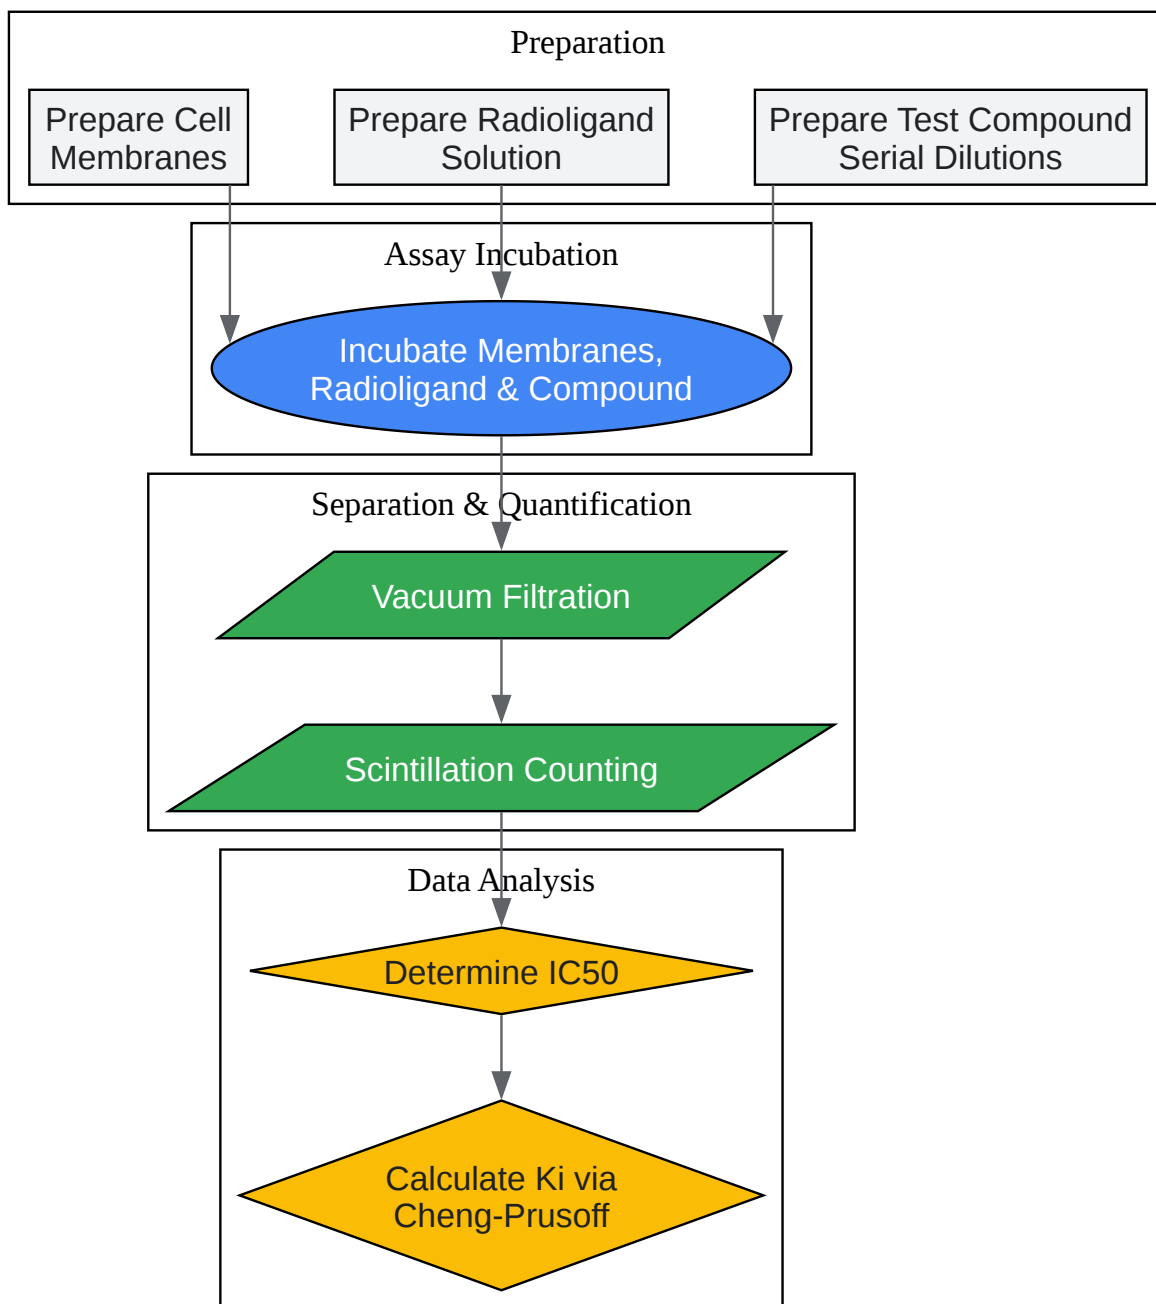 Preparation
Prepare Cell
Membranes
Prepare Radioligand
Solution
Prepare Test Compound
Serial Dilutions
Assay Incubation
Incubate Membranes,
Radioligand & Compound
Separation & Quantification
Vacuum Filtration
Scintillation Counting
Data Analysis
Determine IC50
Calculate Ki via
Cheng-Prusoff